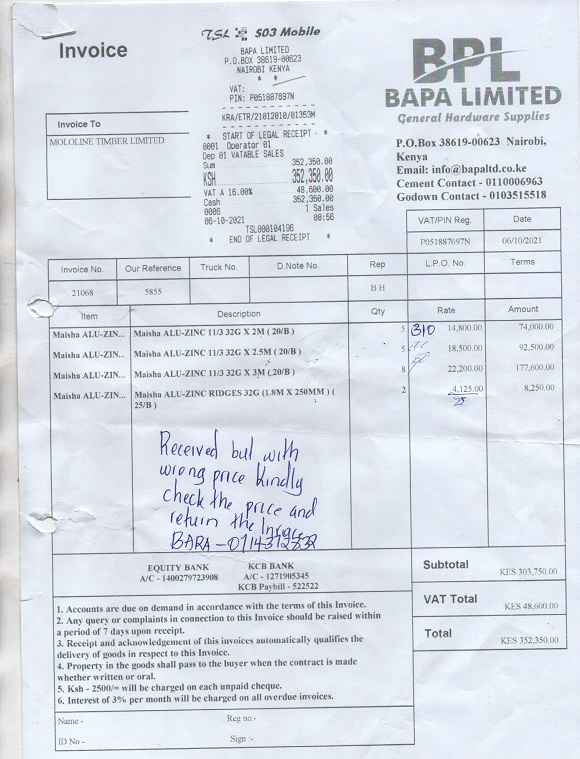 TSL S03 Mobile
Invoice
BAPA LIMITED
P.O.BOX 38619-00623
NAIROBI KENYA
* * *
VAT:
PIN: P051887697N
KRA/ETR/21012010/01353M
* START OF LEGAL RECEIPT - *
0001 Operator 01
Dep 01 VATABLE SALES
Sum 352,350.00
KSH 352,350.00
VAT A 16.00% 48,600.00
Cash 352,350.00
0006 1 Sales
06-10-2021 08:56
TSL000104196
* END OF LEGAL RECEIPT *
BPL
BAPA LIMITED
General Hardware Supplies
P.O.Box 38619-00623 Nairobi,
Kenya
Email: info@bapaltd.co.ke
Cement Contact - 0110006963
Godown Contact - 0103515518
Invoice To
MOLOLINE TIMBER LIMITED
VAT/PIN Reg. Date
P051887697N 06/10/2021
Invoice No. Our Reference Truck No. D.Note No. Rep L.P.O. No. Terms
21068 5855 B H
Item Description Qty Rate Amount
Maisha ALU-ZIN... Maisha ALU-ZINC 11/3 32G X 2M ( 20/B ) 5 310 14,800.00 74,000.00
Maisha ALU-ZIN... Maisha ALU-ZINC 11/3 32G X 2.5M ( 20/B ) 5 18,500.00 92,500.00
Maisha ALU-ZIN... Maisha ALU-ZINC 11/3 32G X 3M ( 20/B ) 8 22,200.00 177,600.00
Maisha ALU-ZIN... Maisha ALU-ZINC RIDGES 32G (1.8M X 250MM ) ( 2 4,125.00 8,250.00
25/B )
Received but with
wrong price kindly
check the price and
return the Invoice
BARA - 0714372832
EQUITY BANK KCB BANK
A/C - 1400279723908 A/C - 1271905345
KCB Paybill - 522522
Subtotal KES 303,750.00
VAT Total KES 48,600.00
Total KES 352,350.00
1. Accounts are due on demand in accordance with the terms of this Invoice.
2. Any query or complaints in connection to this Invoice should be raised within
a period of 7 days upon receipt.
3. Receipt and acknowledgement of this invoices automatically qualifies the
delivery of goods in respect to this Invoice.
4. Property in the goods shall pass to the buyer when the contract is made
whether written or oral.
5. Ksh - 2500/= will be charged on each unpaid cheque.
6. Interest of 3% per month will be charged on all overdue invoices.
Name - Reg no:-
ID No - Sign :-